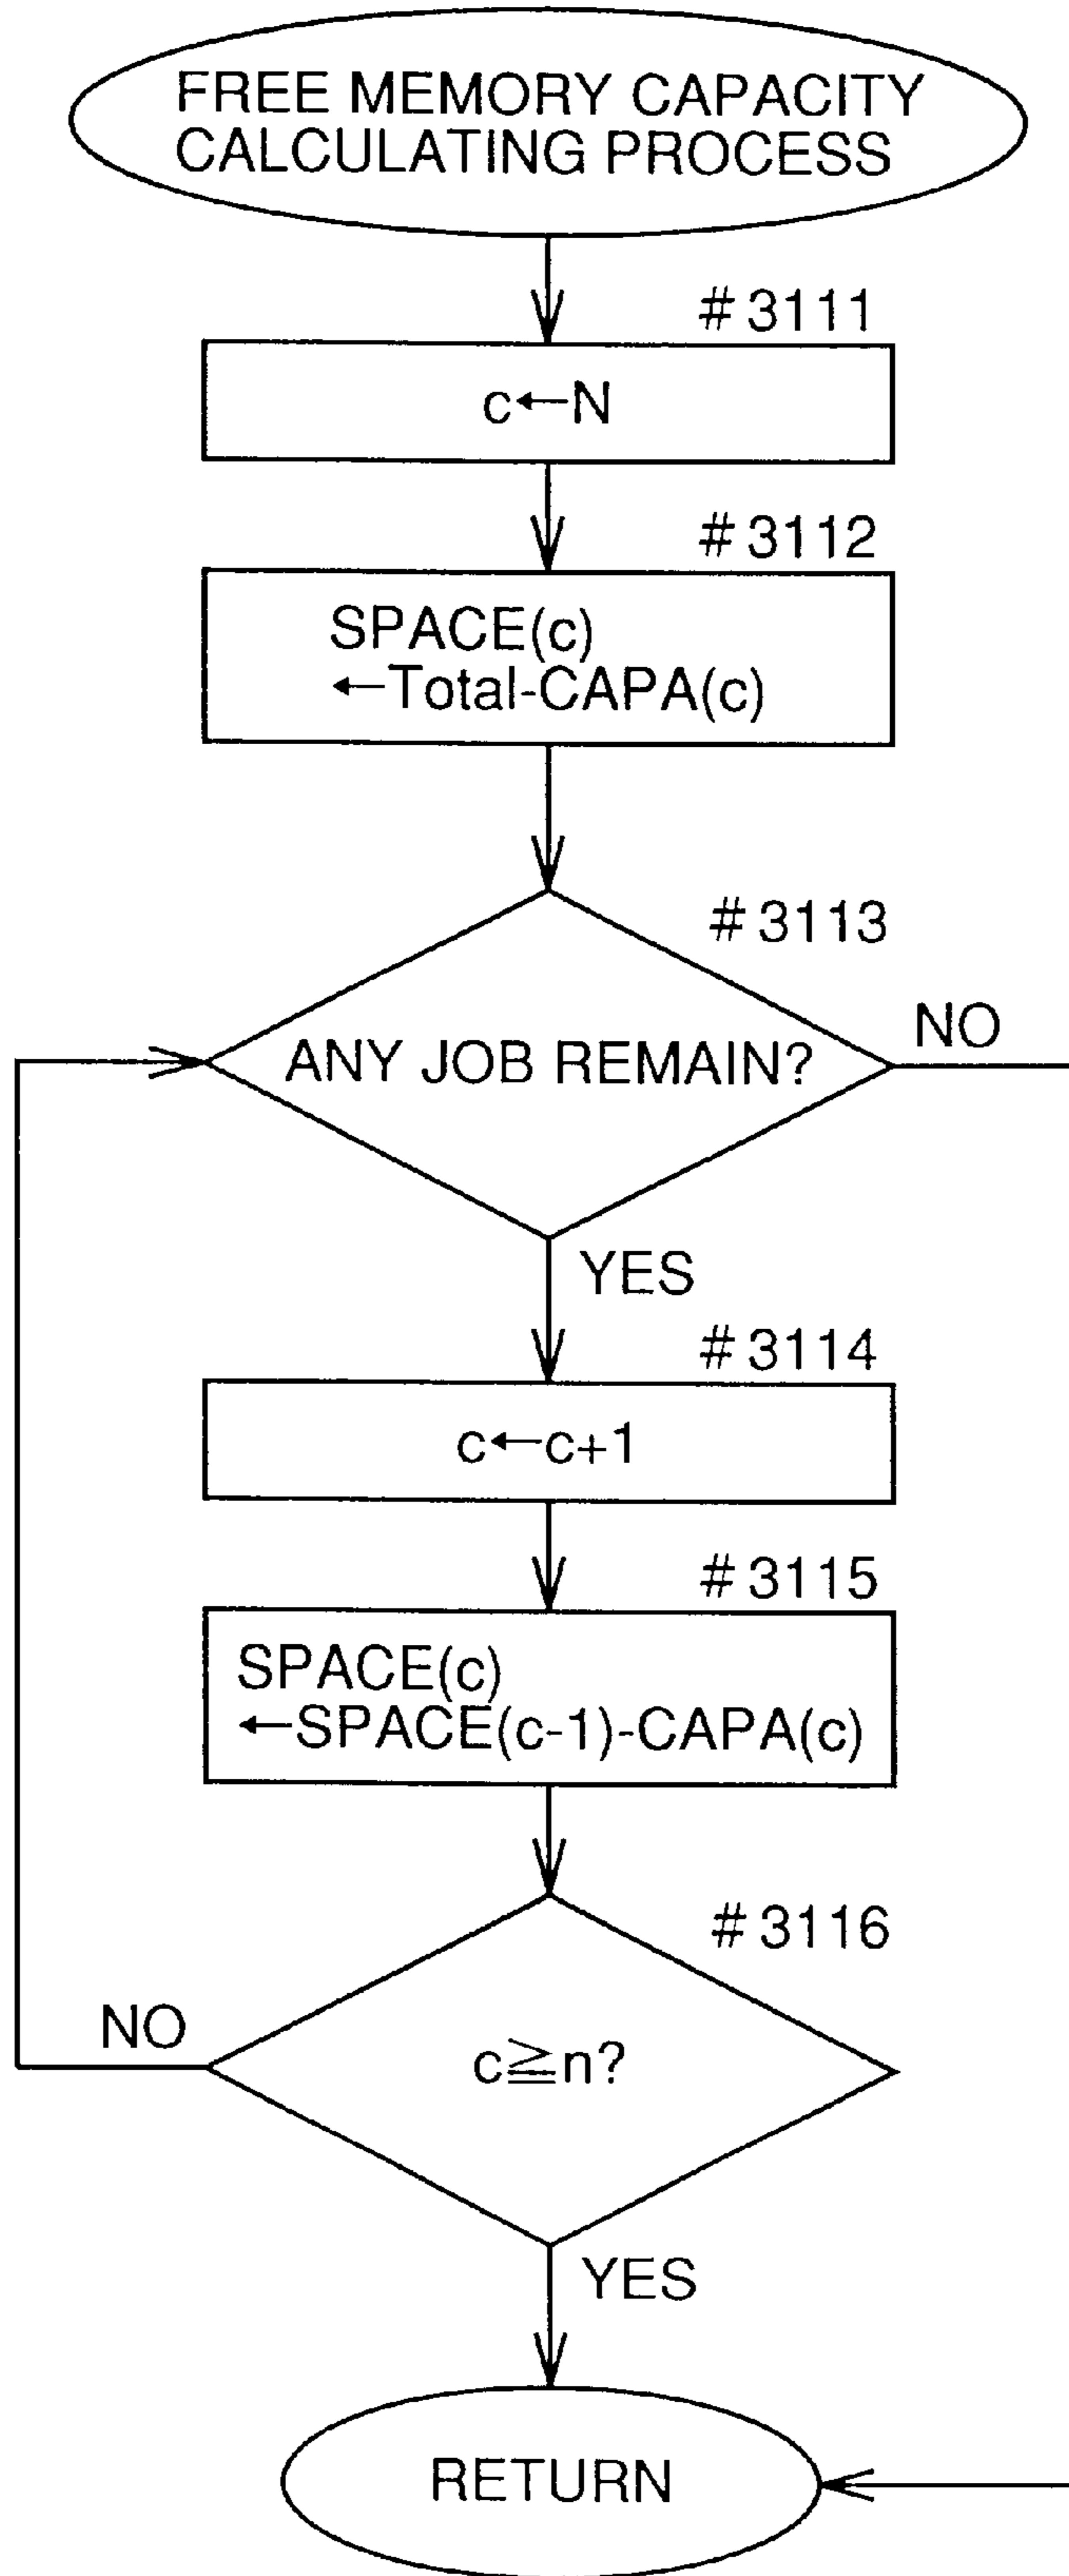 FREE MEMORY CAPACITY
CALCULATING PROCESS
# 3111
c←N
# 3112
SPACE(c)
←Total-CAPA(c)
# 3113
ANY JOB REMAIN?
NO
YES
# 3114
c←c+1
# 3115
SPACE(c)
←SPACE(c-1)-CAPA(c)
# 3116
NO
c≧n?
YES
RETURN